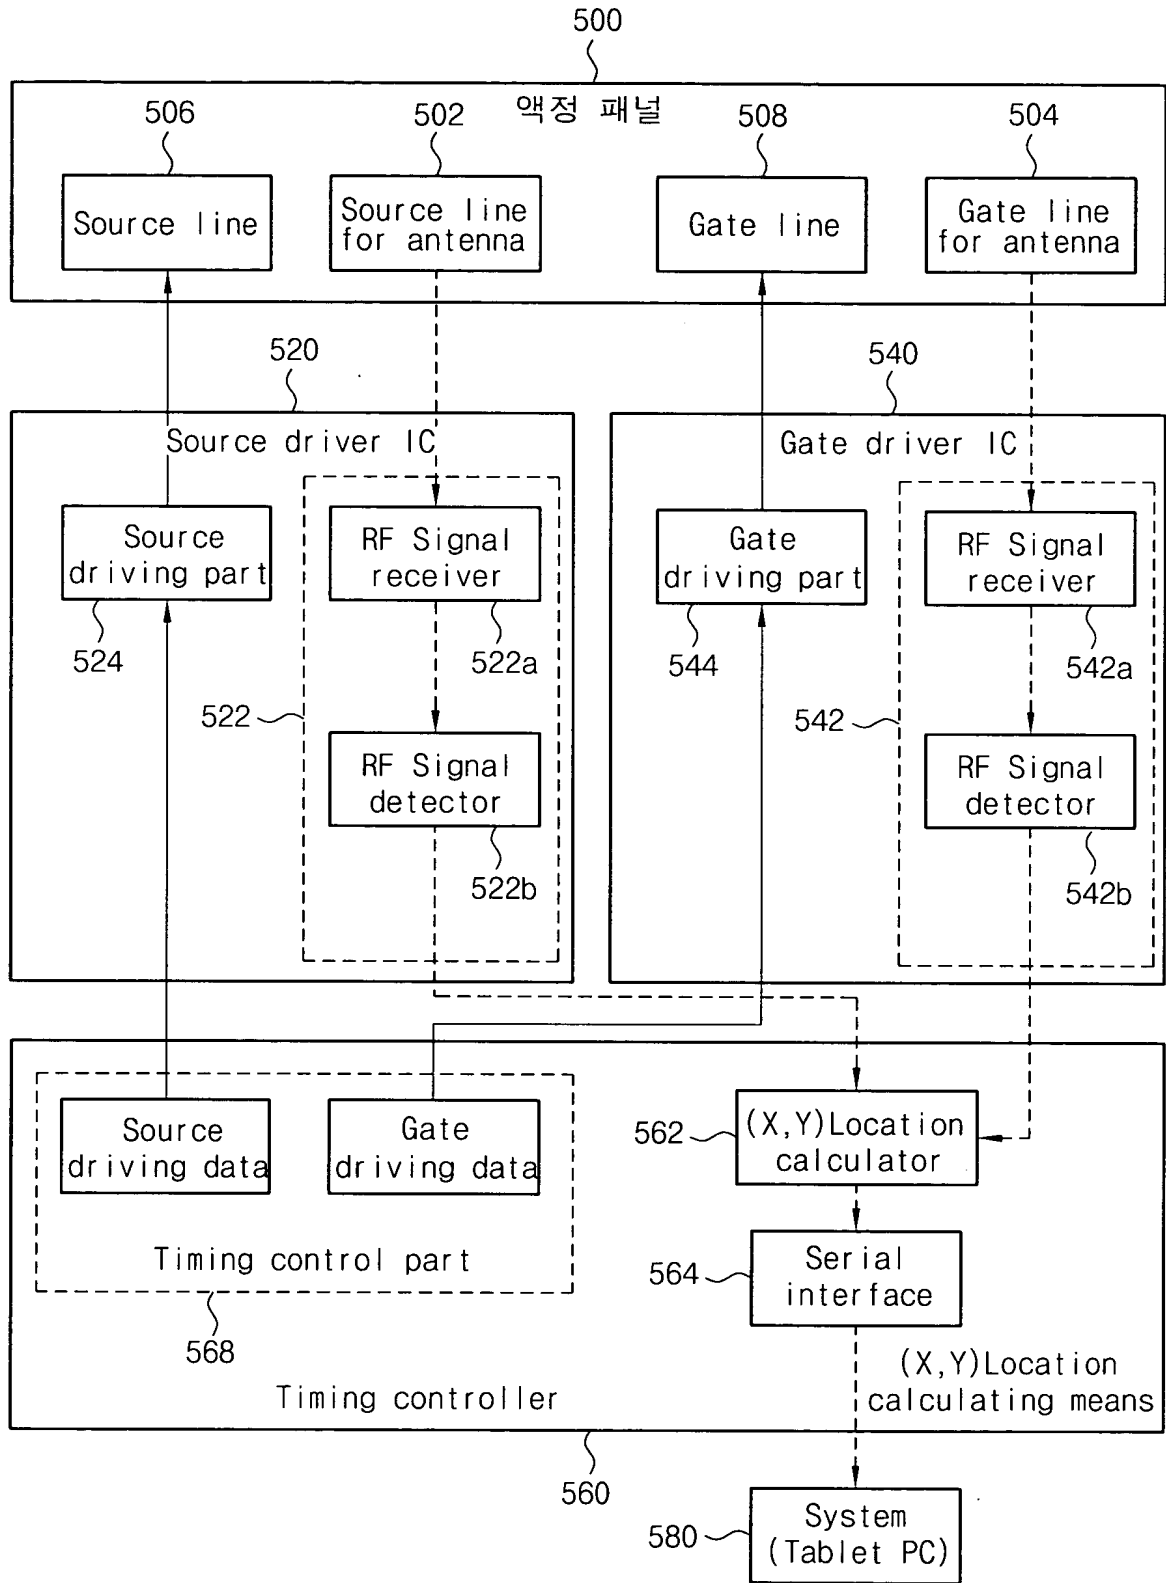 500
액정 패널
506
502
508
504
Source line
Source line
for antenna
Gate line
Gate line
for antenna
520
540
Source driver IC
Gate driver IC
Source
driving part
RF Signal
receiver
Gate
driving part
RF Signal
receiver
524
522a
544
542a
522
542
RF Signal
detector
RF Signal
detector
522b
542b
Source
driving data
Gate
driving data
562
(X,Y)Location
calculator
Timing control part
564
Serial
interface
568
(X,Y)Location
calculating means
Timing controller
560
580
System
(Tablet PC)